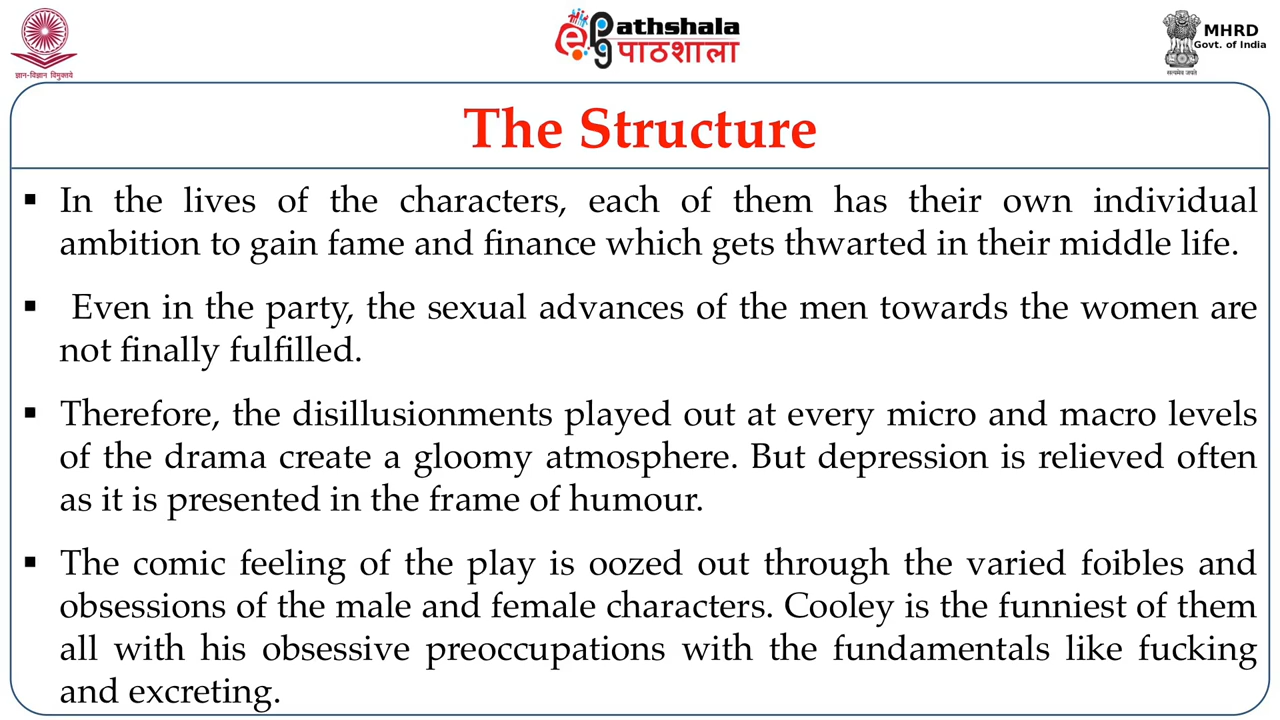 ज्ञान-विज्ञान विमुक्तये
ePg Pathshala
पाठशाला
MHRD
Govt. of India
सत्यमेव जयते
The Structure
▪ In the lives of the characters, each of them has their own individual
ambition to gain fame and finance which gets thwarted in their middle life.
▪ Even in the party, the sexual advances of the men towards the women are
not finally fulfilled.
▪ Therefore, the disillusionments played out at every micro and macro levels
of the drama create a gloomy atmosphere. But depression is relieved often
as it is presented in the frame of humour.
▪ The comic feeling of the play is oozed out through the varied foibles and
obsessions of the male and female characters. Cooley is the funniest of them
all with his obsessive preoccupations with the fundamentals like fucking
and excreting.